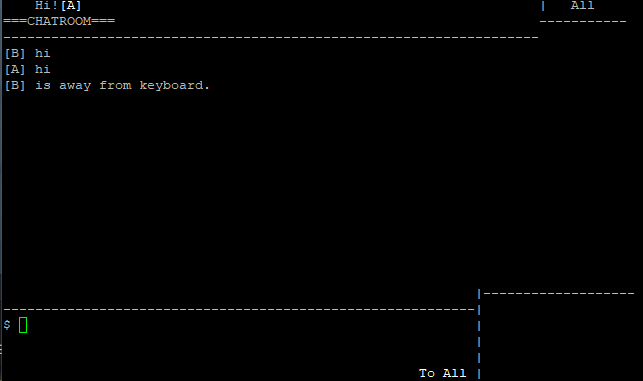 Hi![A] | All
===CHATROOM===
[B] hi
[A] hi
[B] is away from keyboard.
$
To All |